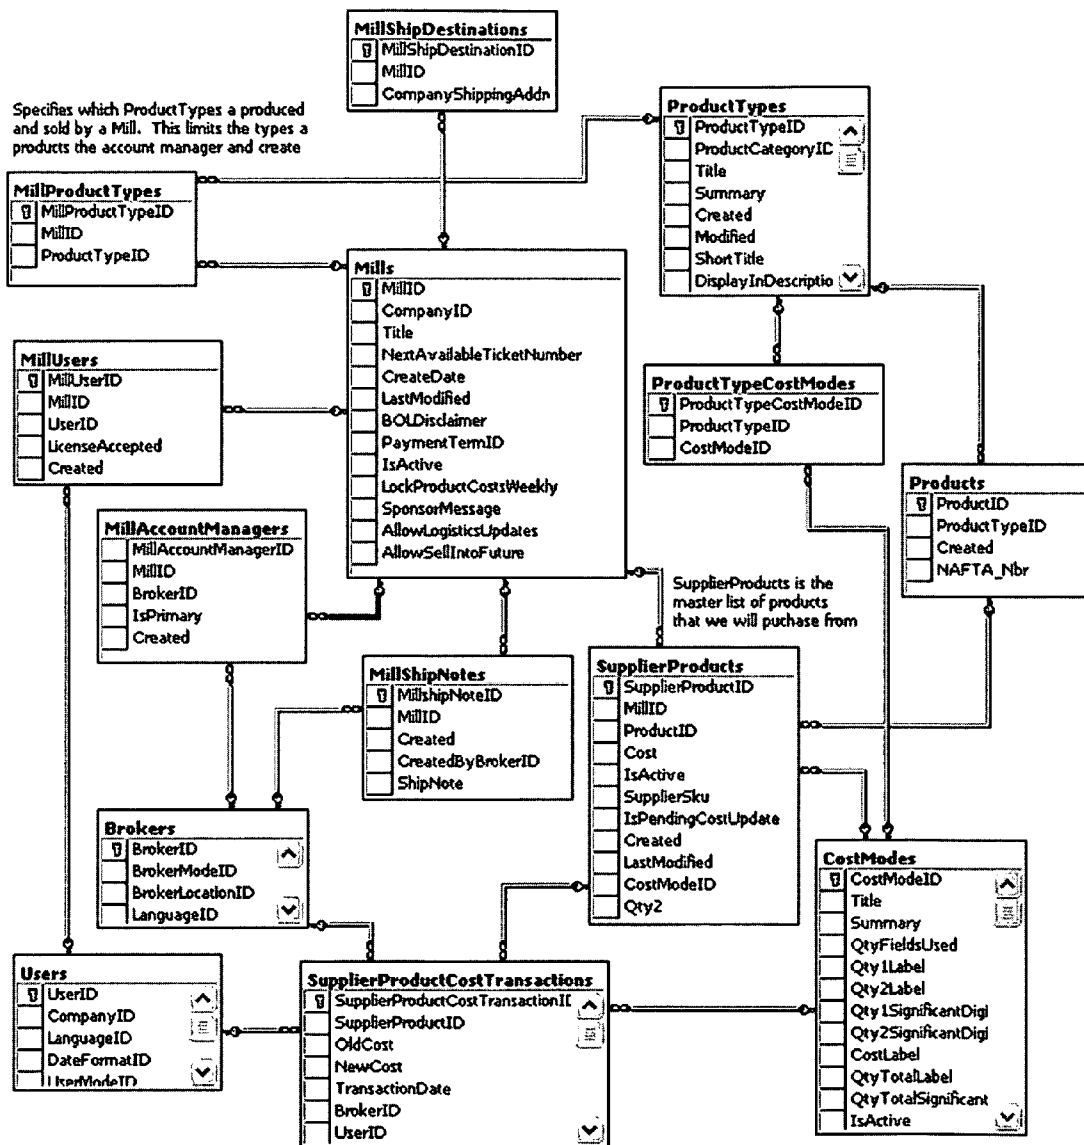 MillShipDestinations
MillShipDestinationID
MillID
CompanyShippingAddr
Specifies which ProductTypes a produced
and sold by a Mill. This limits the types a
products the account manager and create
ProductTypes
ProductTypeID
ProductCategoryID
Title
Summary
Created
Modified
ShortTitle
DisplayInDescriptio
MillProductTypes
MillProductTypeID
MillID
ProductTypeID
Mills
MillID
CompanyID
Title
NextAvailableTicketNumber
CreateDate
LastModified
BOLDisclaimer
PaymentTermID
IsActive
LockProductCostsWeekly
SponsorMessage
AllowLogisticsUpdates
AllowSellIntoFuture
MillUsers
MillUserID
MillID
UserID
LicenseAccepted
Created
ProductTypeCostModes
ProductTypeCostModeID
ProductTypeID
CostModeID
Products
ProductID
ProductTypeID
Created
NAFTA_Nbr
MillAccountManagers
MillAccountManagerID
MillID
BrokerID
IsPrimary
Created
SupplierProducts is the
master list of products
that we will puchase from
MillShipNotes
MillshipNoteID
MillID
Created
CreatedByBrokerID
ShipNote
SupplierProducts
SupplierProductID
MillID
ProductID
Cost
IsActive
SupplierSku
IsPendingCostUpdate
Created
LastModified
CostModeID
Qty2
Brokers
BrokerID
BrokerModeID
BrokerLocationID
LanguageID
CostModes
CostModeID
Title
Summary
QtyFieldsUsed
Qty1Label
Qty2Label
Qty1SignificantDigi
Qty2SignificantDigi
CostLabel
QtyTotalLabel
QtyTotalSignificant
IsActive
Users
UserID
CompanyID
LanguageID
DateFormatID
UserModeID
SupplierProductCostTransactions
SupplierProductCostTransactionID
SupplierProductID
OldCost
NewCost
TransactionDate
BrokerID
UserID